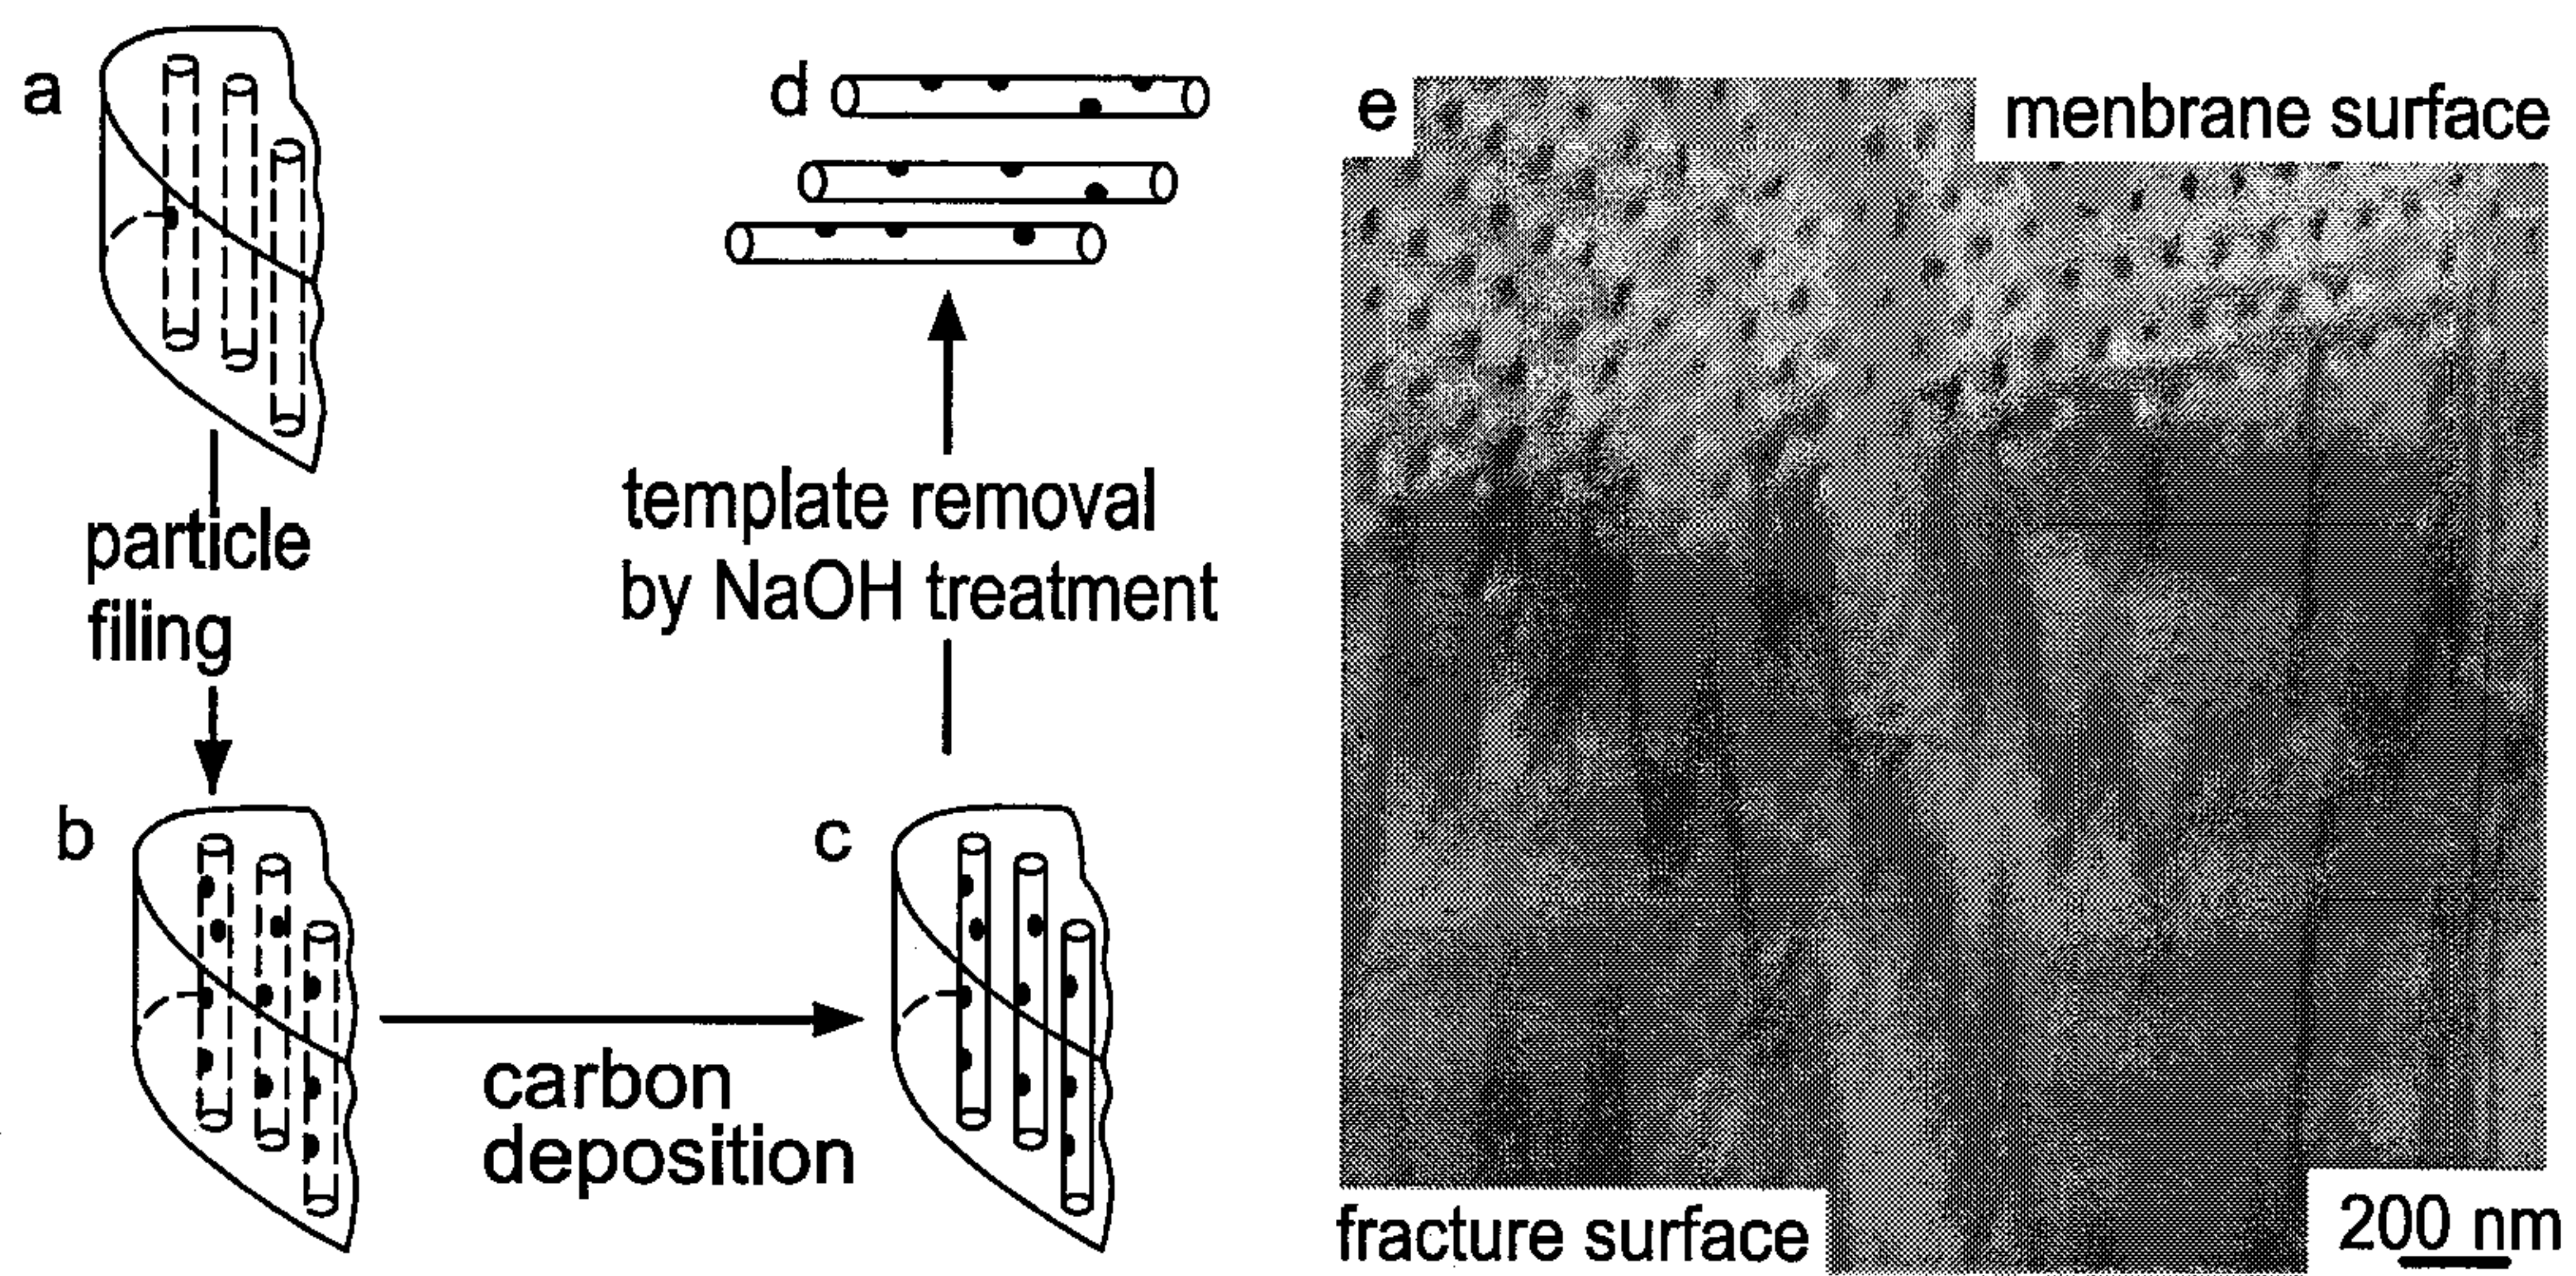 a
particle
filing
b
carbon
deposition
c
template removal
by NaOH treatment
d
e
menbrane surface
fracture surface
200 nm